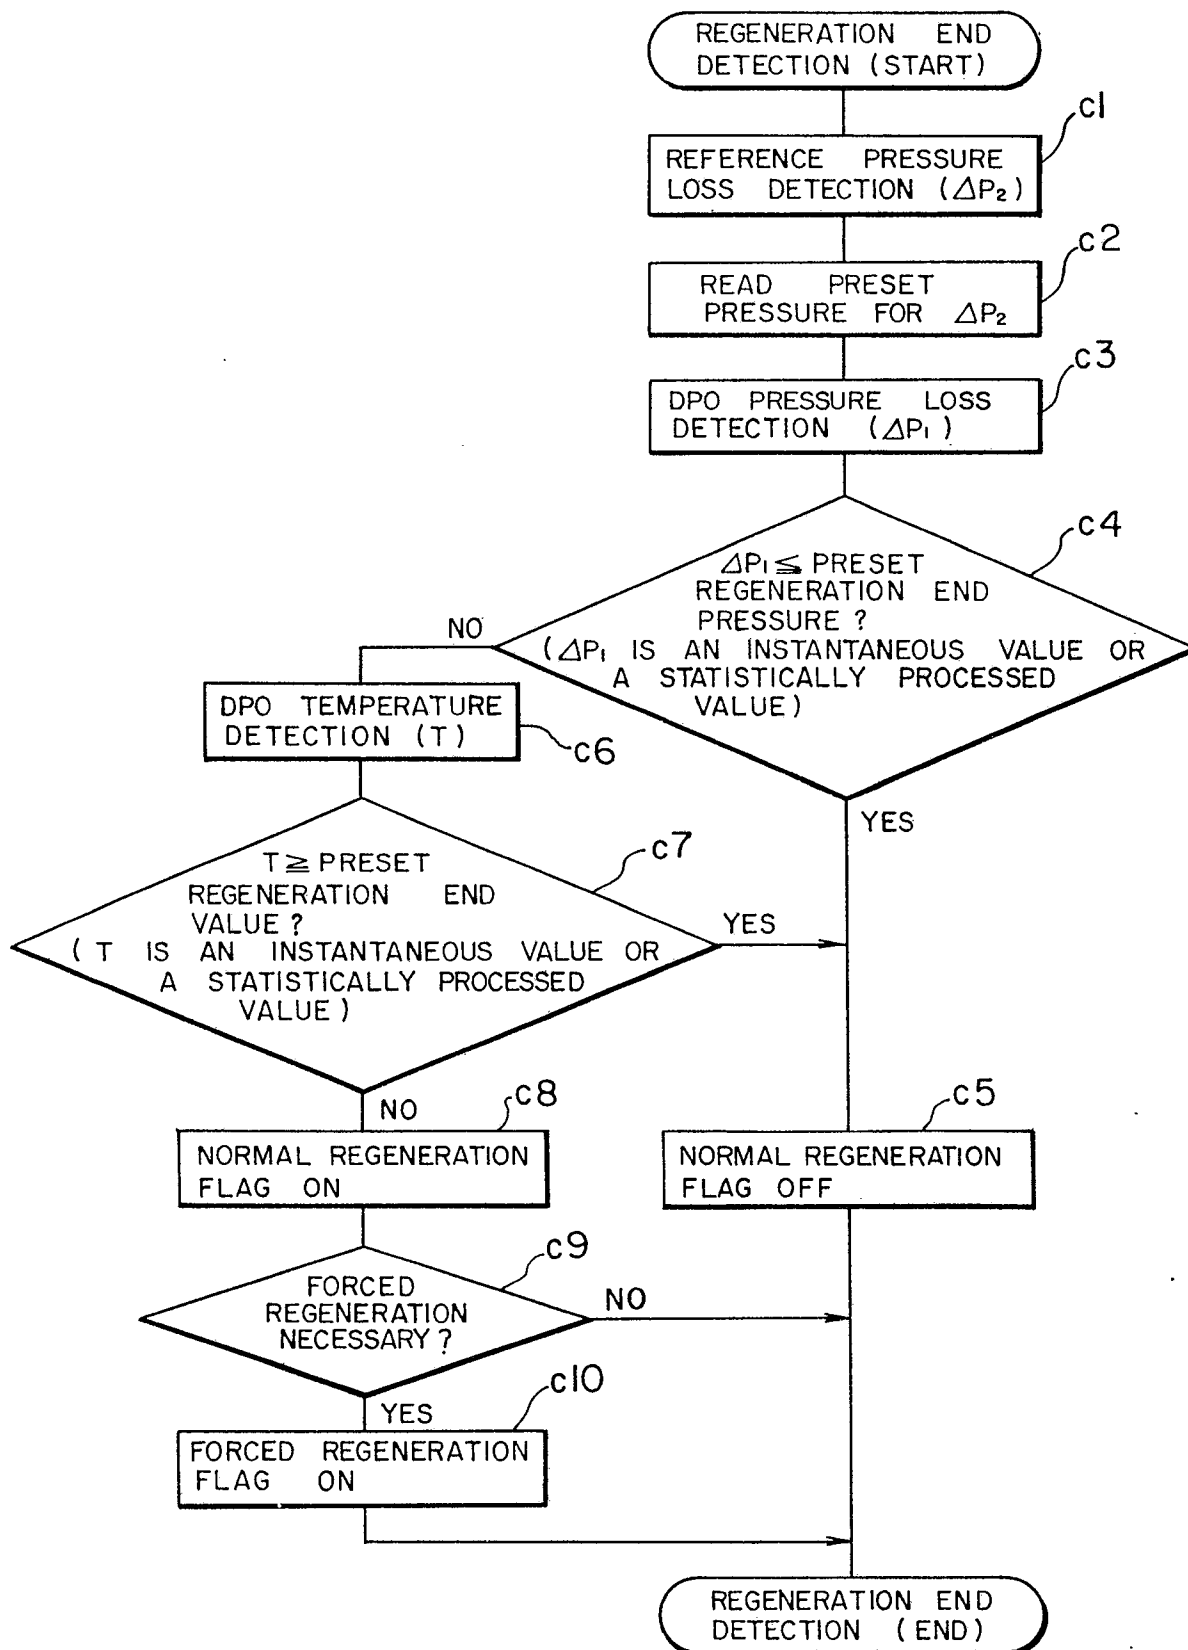 REGENERATION END
DETECTION (START)
c1
REFERENCE PRESSURE
LOSS DETECTION (ΔP₂)
c2
READ PRESET
PRESSURE FOR ΔP₂
c3
DPO PRESSURE LOSS
DETECTION (ΔP₁)
c4
ΔP₁ ≦ PRESET
REGENERATION END
PRESSURE ?
(ΔP₁ IS AN INSTANTANEOUS VALUE OR
A STATISTICALLY PROCESSED
VALUE)
NO
YES
DPO TEMPERATURE
DETECTION (T)
c6
c7
T ≧ PRESET
REGENERATION END
VALUE ?
( T IS AN INSTANTANEOUS VALUE OR
A STATISTICALLY PROCESSED
VALUE)
YES
NO
c8
NORMAL REGENERATION
FLAG ON
c5
NORMAL REGENERATION
FLAG OFF
c9
FORCED
REGENERATION
NECESSARY ?
NO
YES
c10
FORCED REGENERATION
FLAG ON
REGENERATION END
DETECTION (END)